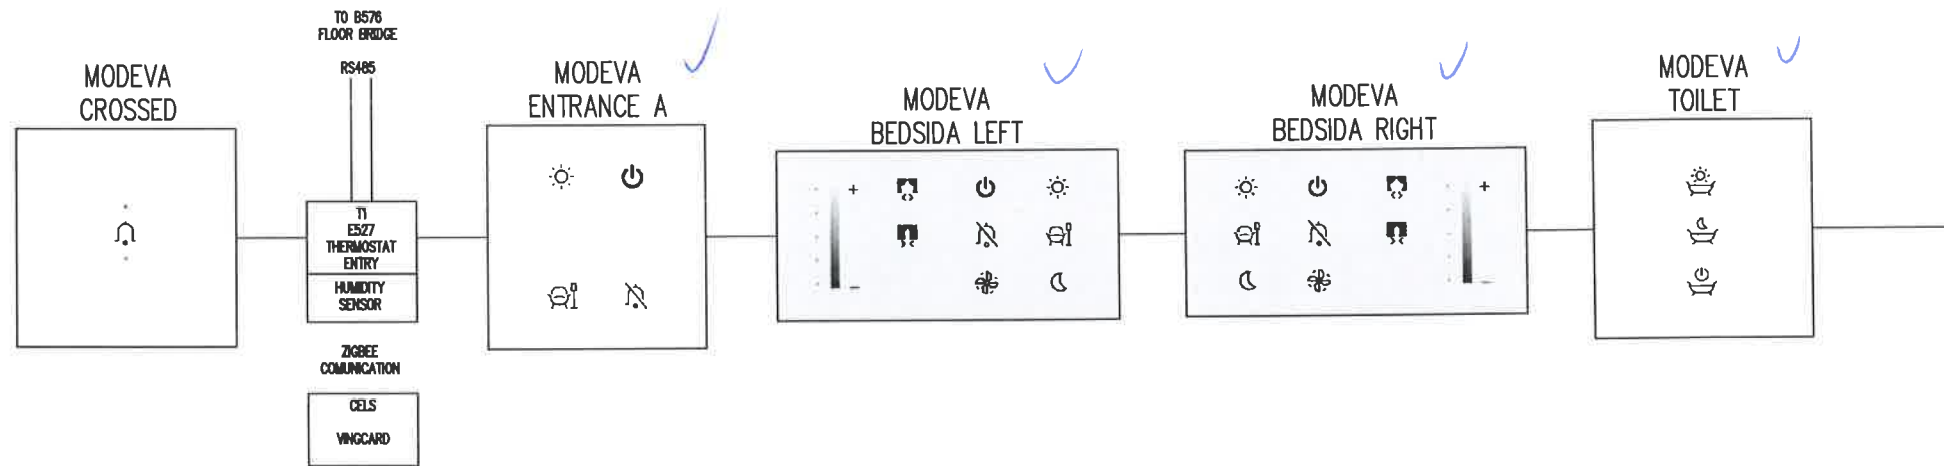 TO B576
FLOOR BRIDGE
RS485
MODEVA
CROSSED
T1
E527
THERMOSTAT
ENTRY
HUMIDITY
SENSOR
ZIGBEE
COMUNICATION
CELS
VINGCARD
MODEVA
ENTRANCE A
MODEVA
BEDSIDA LEFT
+
-
MODEVA
BEDSIDA RIGHT
+
-
MODEVA
TOILET